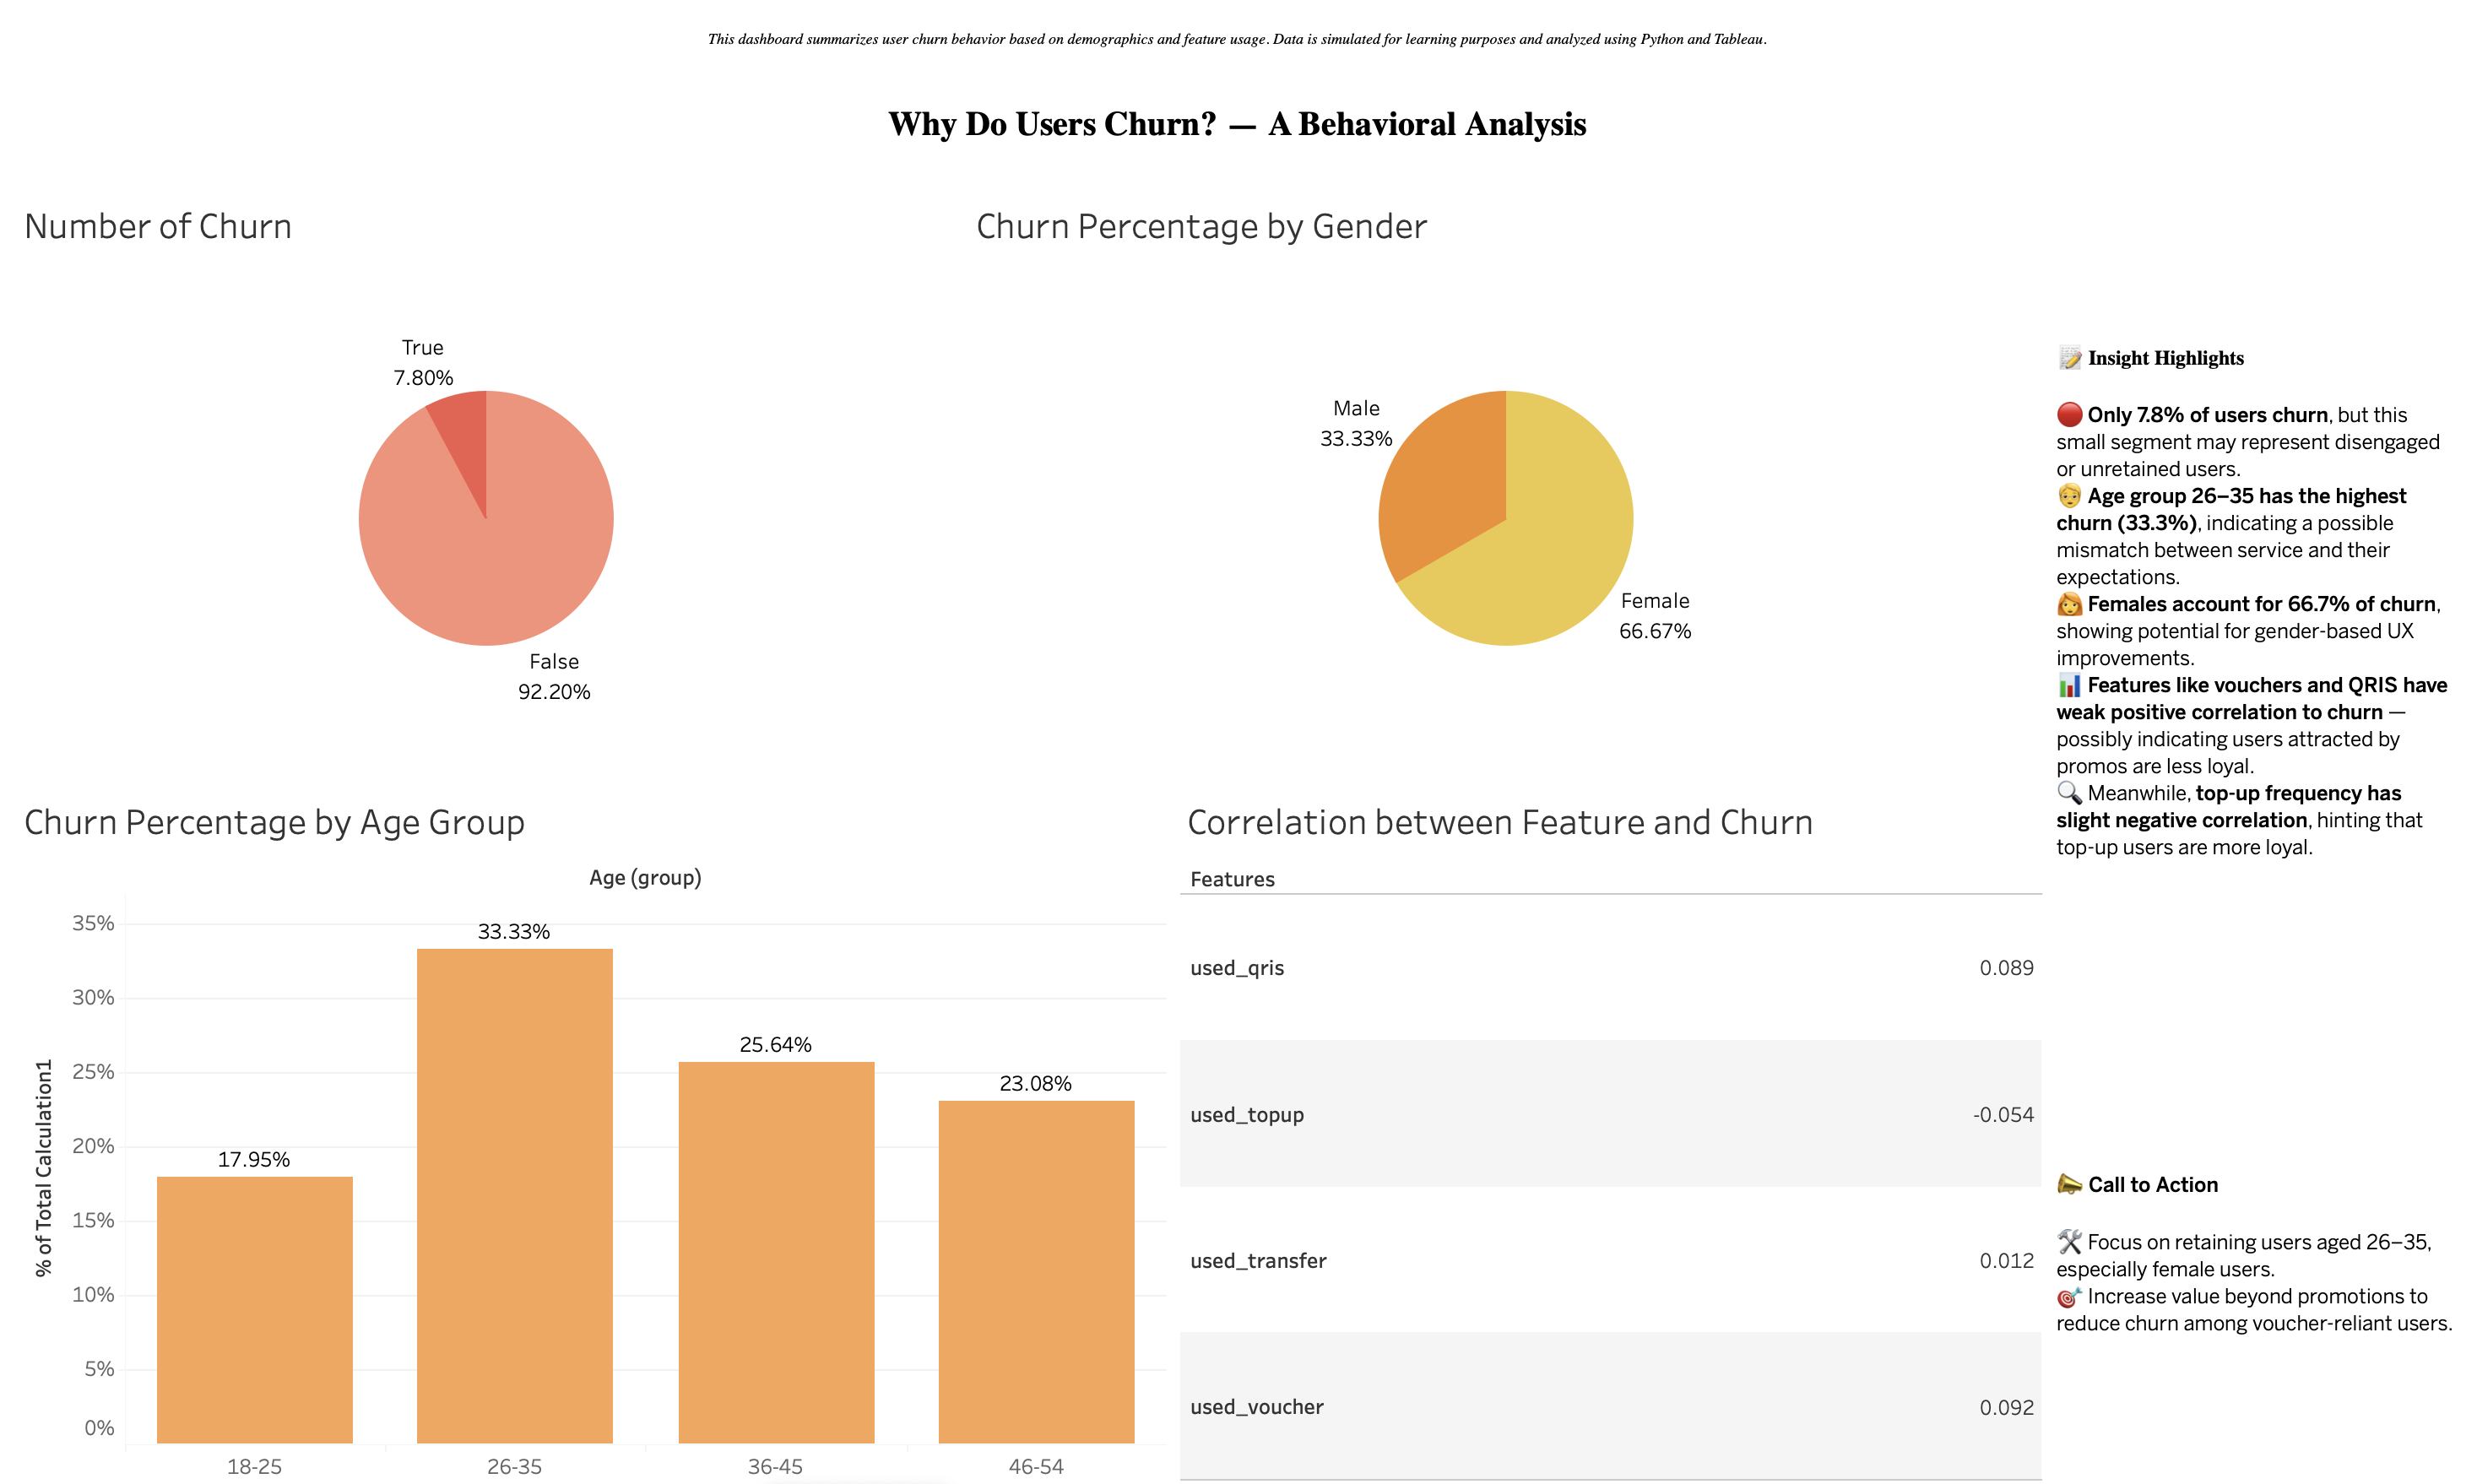 This dashboard summarizes user churn behavior based on demographics and feature usage. Data is simulated for learning purposes and analyzed using Python and Tableau.
Why Do Users Churn? — A Behavioral Analysis
Number of Churn
True
7.80%
False
92.20%
Churn Percentage by Gender
Male
33.33%
Female
66.67%
📝 Insight Highlights
🔴 Only 7.8% of users churn, but this
small segment may represent disengaged
or unretained users.
🧓 Age group 26–35 has the highest
churn (33.3%), indicating a possible
mismatch between service and their
expectations.
👩 Females account for 66.7% of churn,
showing potential for gender-based UX
improvements.
📊 Features like vouchers and QRIS have
weak positive correlation to churn —
possibly indicating users attracted by
promos are less loyal.
🔍 Meanwhile, top-up frequency has
slight negative correlation, hinting that
top-up users are more loyal.
Churn Percentage by Age Group
Age (group)
% of Total Calculation1
35%
30%
25%
20%
15%
10%
5%
0%
17.95%
33.33%
25.64%
23.08%
18-25
26-35
36-45
46-54
Correlation between Feature and Churn
Features
used_qris 0.089
used_topup -0.054
used_transfer 0.012
used_voucher 0.092
📣 Call to Action
🛠 Focus on retaining users aged 26–35,
especially female users.
🎯 Increase value beyond promotions to
reduce churn among voucher-reliant users.